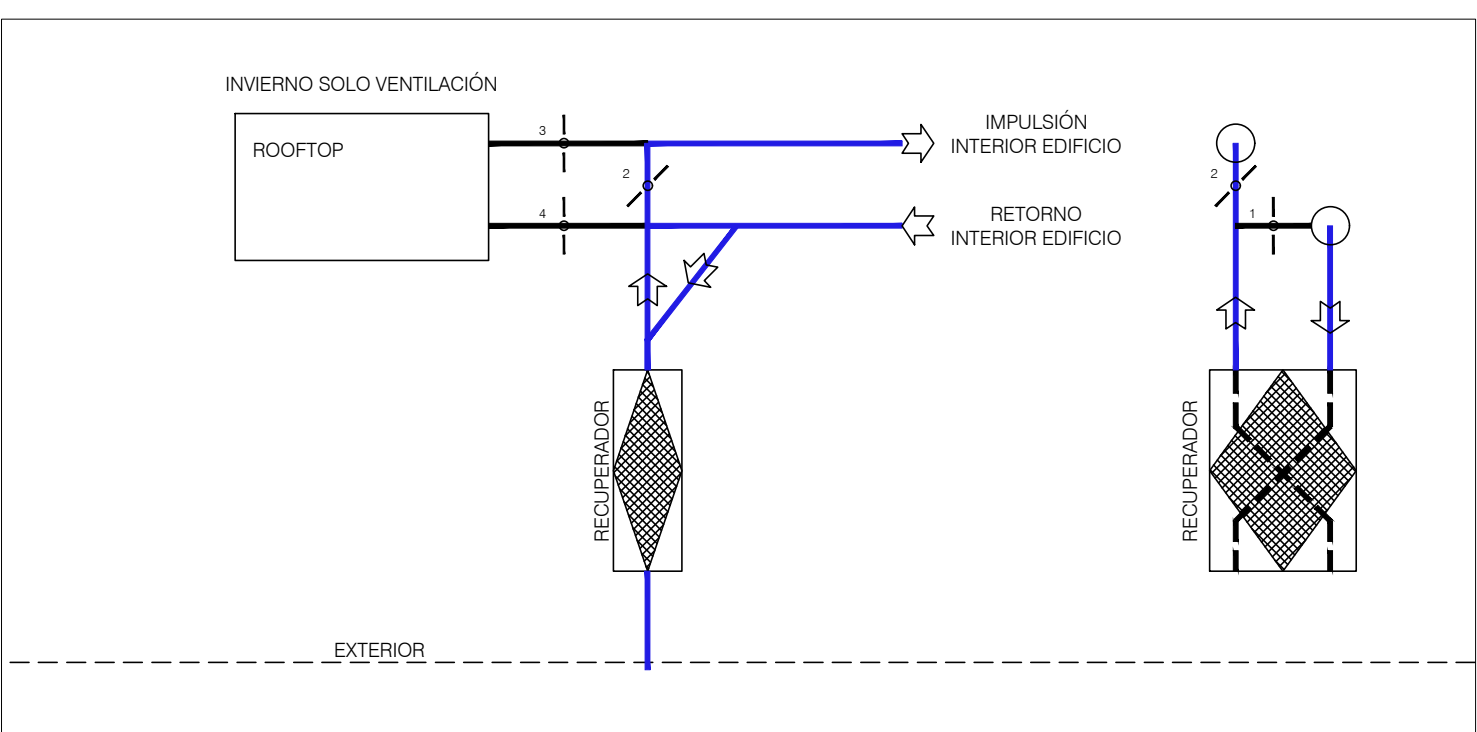 INVIERNO SOLO VENTILACIÓN
ROOFTOP
3
2
4
IMPULSIÓN
INTERIOR EDIFICIO
RETORNO
INTERIOR EDIFICIO
2
1
RECUPERADOR
RECUPERADOR
EXTERIOR